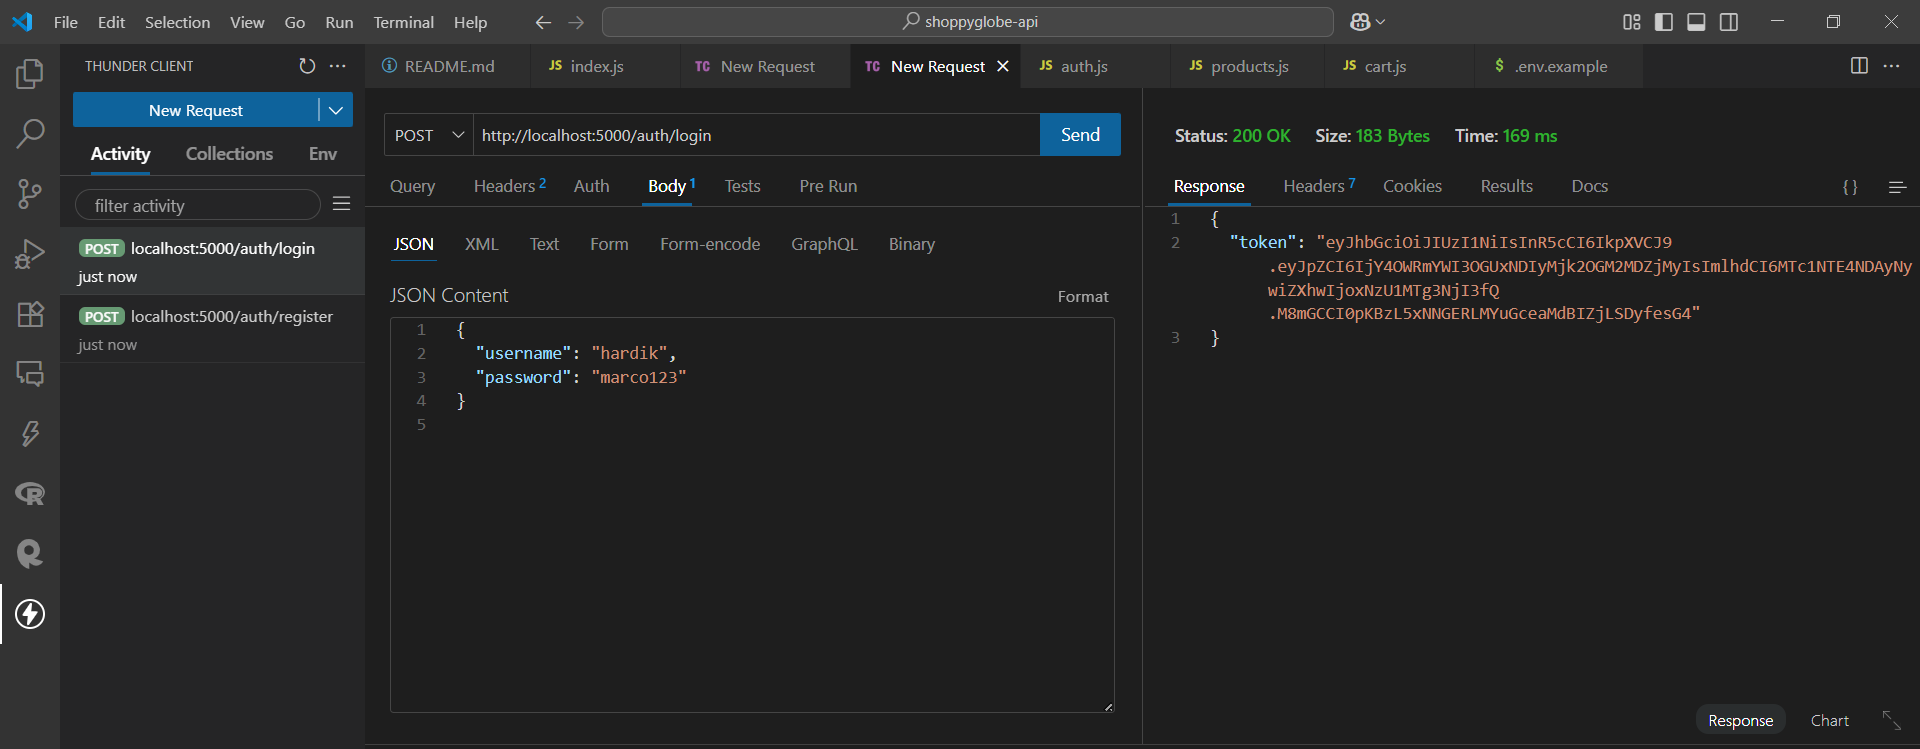 File Edit Selection View Go Run Terminal Help
shoppyglobe-api
THUNDER CLIENT
New Request
Activity Collections Env
filter activity
POST localhost:5000/auth/login
just now
POST localhost:5000/auth/register
just now
README.md
JS index.js
TC New Request
TC New Request
JS auth.js
JS products.js
JS cart.js
$ .env.example
POST http://localhost:5000/auth/login Send
Query Headers 2 Auth Body 1 Tests Pre Run
JSON XML Text Form Form-encode GraphQL Binary
JSON Content Format
1 {
2 "username": "hardik",
3 "password": "marco123"
4 }
5
Status: 200 OK Size: 183 Bytes Time: 169 ms
Response Headers 7 Cookies Results Docs {}
1 {
2 "token": "eyJhbGciOiJIUzI1NiIsInR5cCI6IkpXVCJ9
.eyJpZCI6IjY4OWRmYWI3OGUxNDIyMjk2OGM2MDZjMyIsImlhdCI6MTc1NTE4NDAyNy
wiZXhwIjoxNzU1MTg3NjI3fQ
.M8mGCCI0pKBzL5xNNGERLMYuGceaMdBIZjLSDyfesG4"
3 }
Response Chart